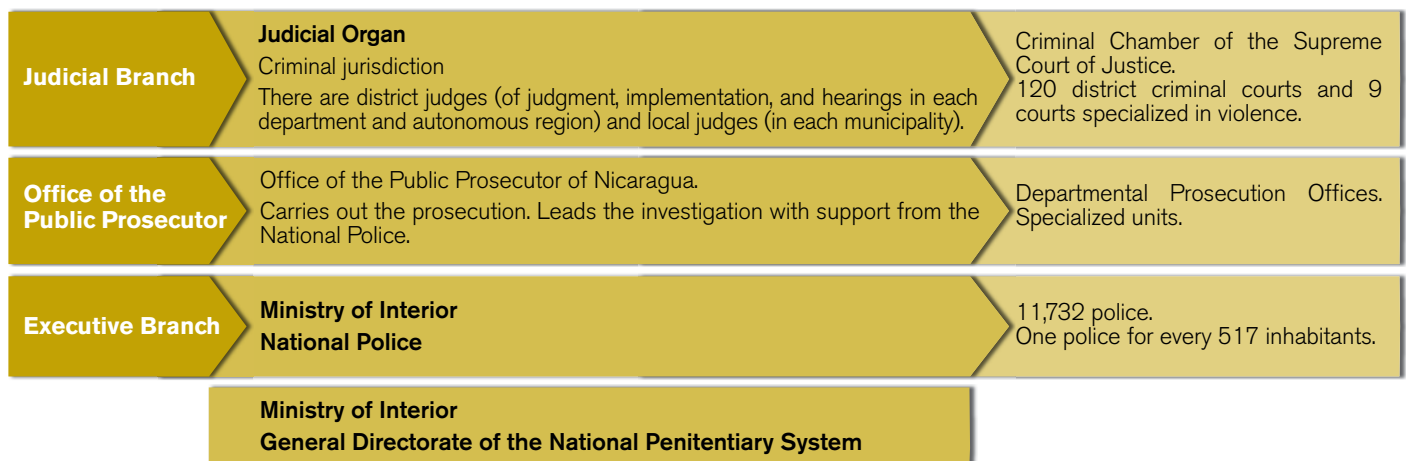 Judicial Branch
Judicial Organ
Criminal jurisdiction
There are district judges (of judgment, implementation, and hearings in each
department and autonomous region) and local judges (in each municipality).
Criminal Chamber of the Supreme
Court of Justice.
120 district criminal courts and 9
courts specialized in violence.
Office of the
Public Prosecutor
Office of the Public Prosecutor of Nicaragua.
Carries out the prosecution. Leads the investigation with support from the
National Police.
Departmental Prosecution Offices.
Specialized units.
Executive Branch
Ministry of Interior
National Police
11,732 police.
One police for every 517 inhabitants.
Ministry of Interior
General Directorate of the National Penitentiary System